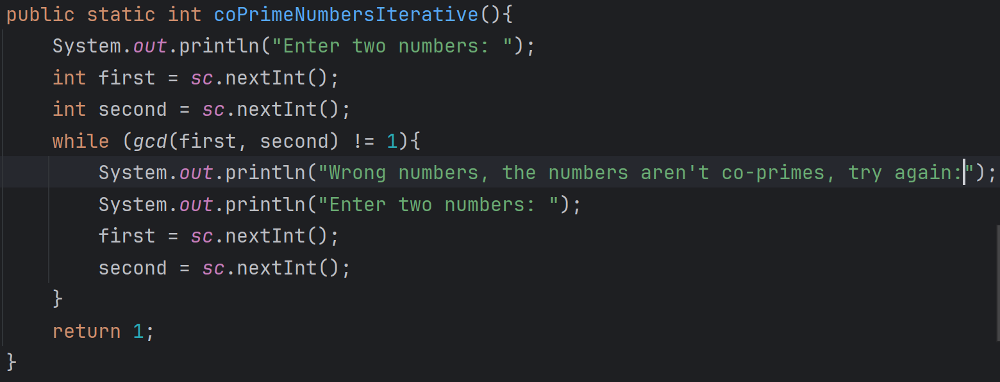 public static int coPrimeNumbersIterative(){
    System.out.println("Enter two numbers: ");
    int first = sc.nextInt();
    int second = sc.nextInt();
    while (gcd(first, second) != 1){
        System.out.println("Wrong numbers, the numbers aren't co-primes, try again:");
        System.out.println("Enter two numbers: ");
        first = sc.nextInt();
        second = sc.nextInt();
    }
    return 1;
}